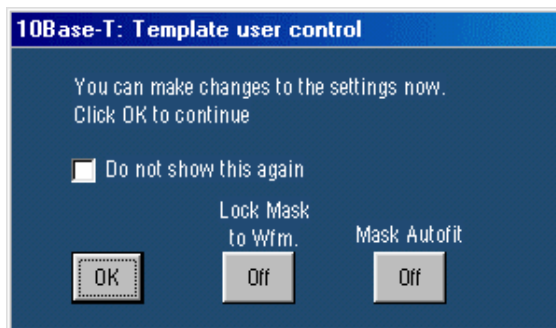 10Base-T: Template user control
You can make changes to the settings now.
Click OK to continue
Do not show this again
Lock Mask
to Wfm.
Mask Autofit
OK
Off
Off